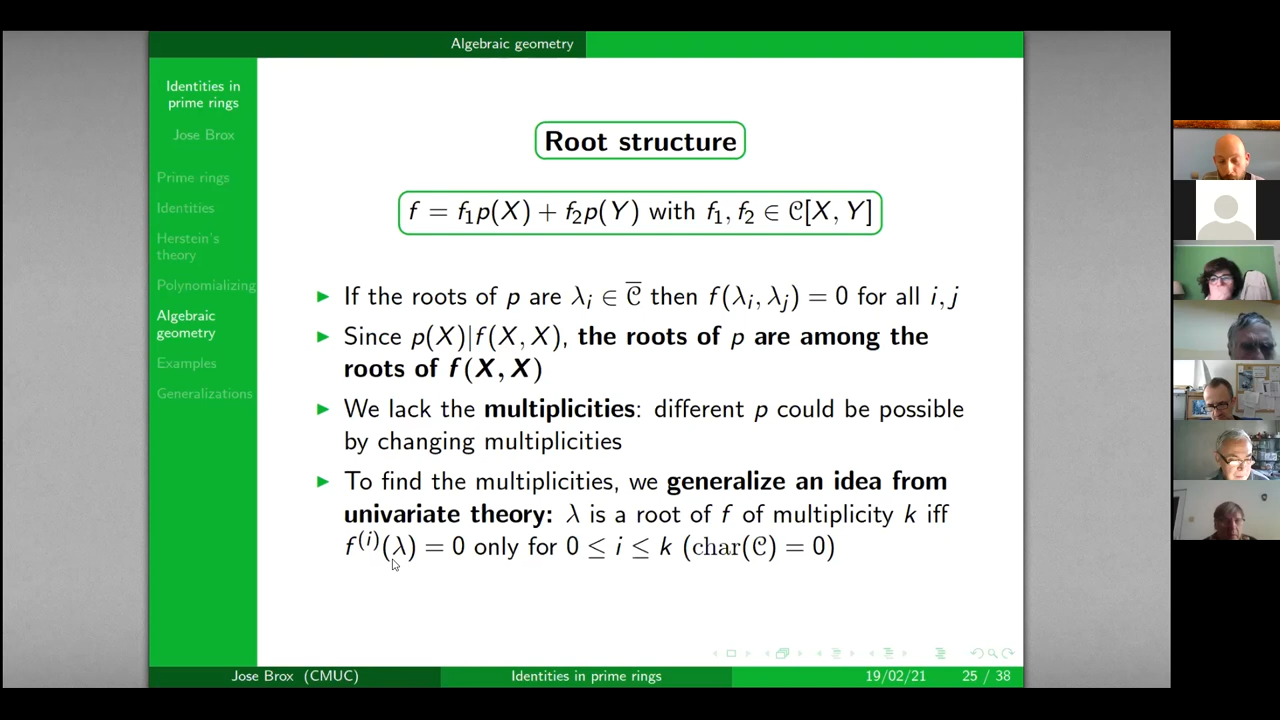 Algebraic geometry
Identities in
prime rings
Jose Brox
Prime rings
Identities
Herstein's
theory
Polynomializing
Algebraic
geometry
Examples
Generalizations
Root structure
f = f₁p(X) + f₂p(Y) with f₁, f₂ ∈ 𝒞[X, Y]
▶ If the roots of p are λᵢ ∈ 𝒞̅ then f(λᵢ, λⱼ) = 0 for all i, j
▶ Since p(X)|f(X, X), the roots of p are among the
roots of f(X, X)
▶ We lack the multiplicities: different p could be possible
by changing multiplicities
▶ To find the multiplicities, we generalize an idea from
univariate theory: λ is a root of f of multiplicity k iff
f⁽ⁱ⁾(λ) = 0 only for 0 ≤ i ≤ k (char(𝒞) = 0)
Jose Brox (CMUC)
Identities in prime rings
19/02/21
25 / 38